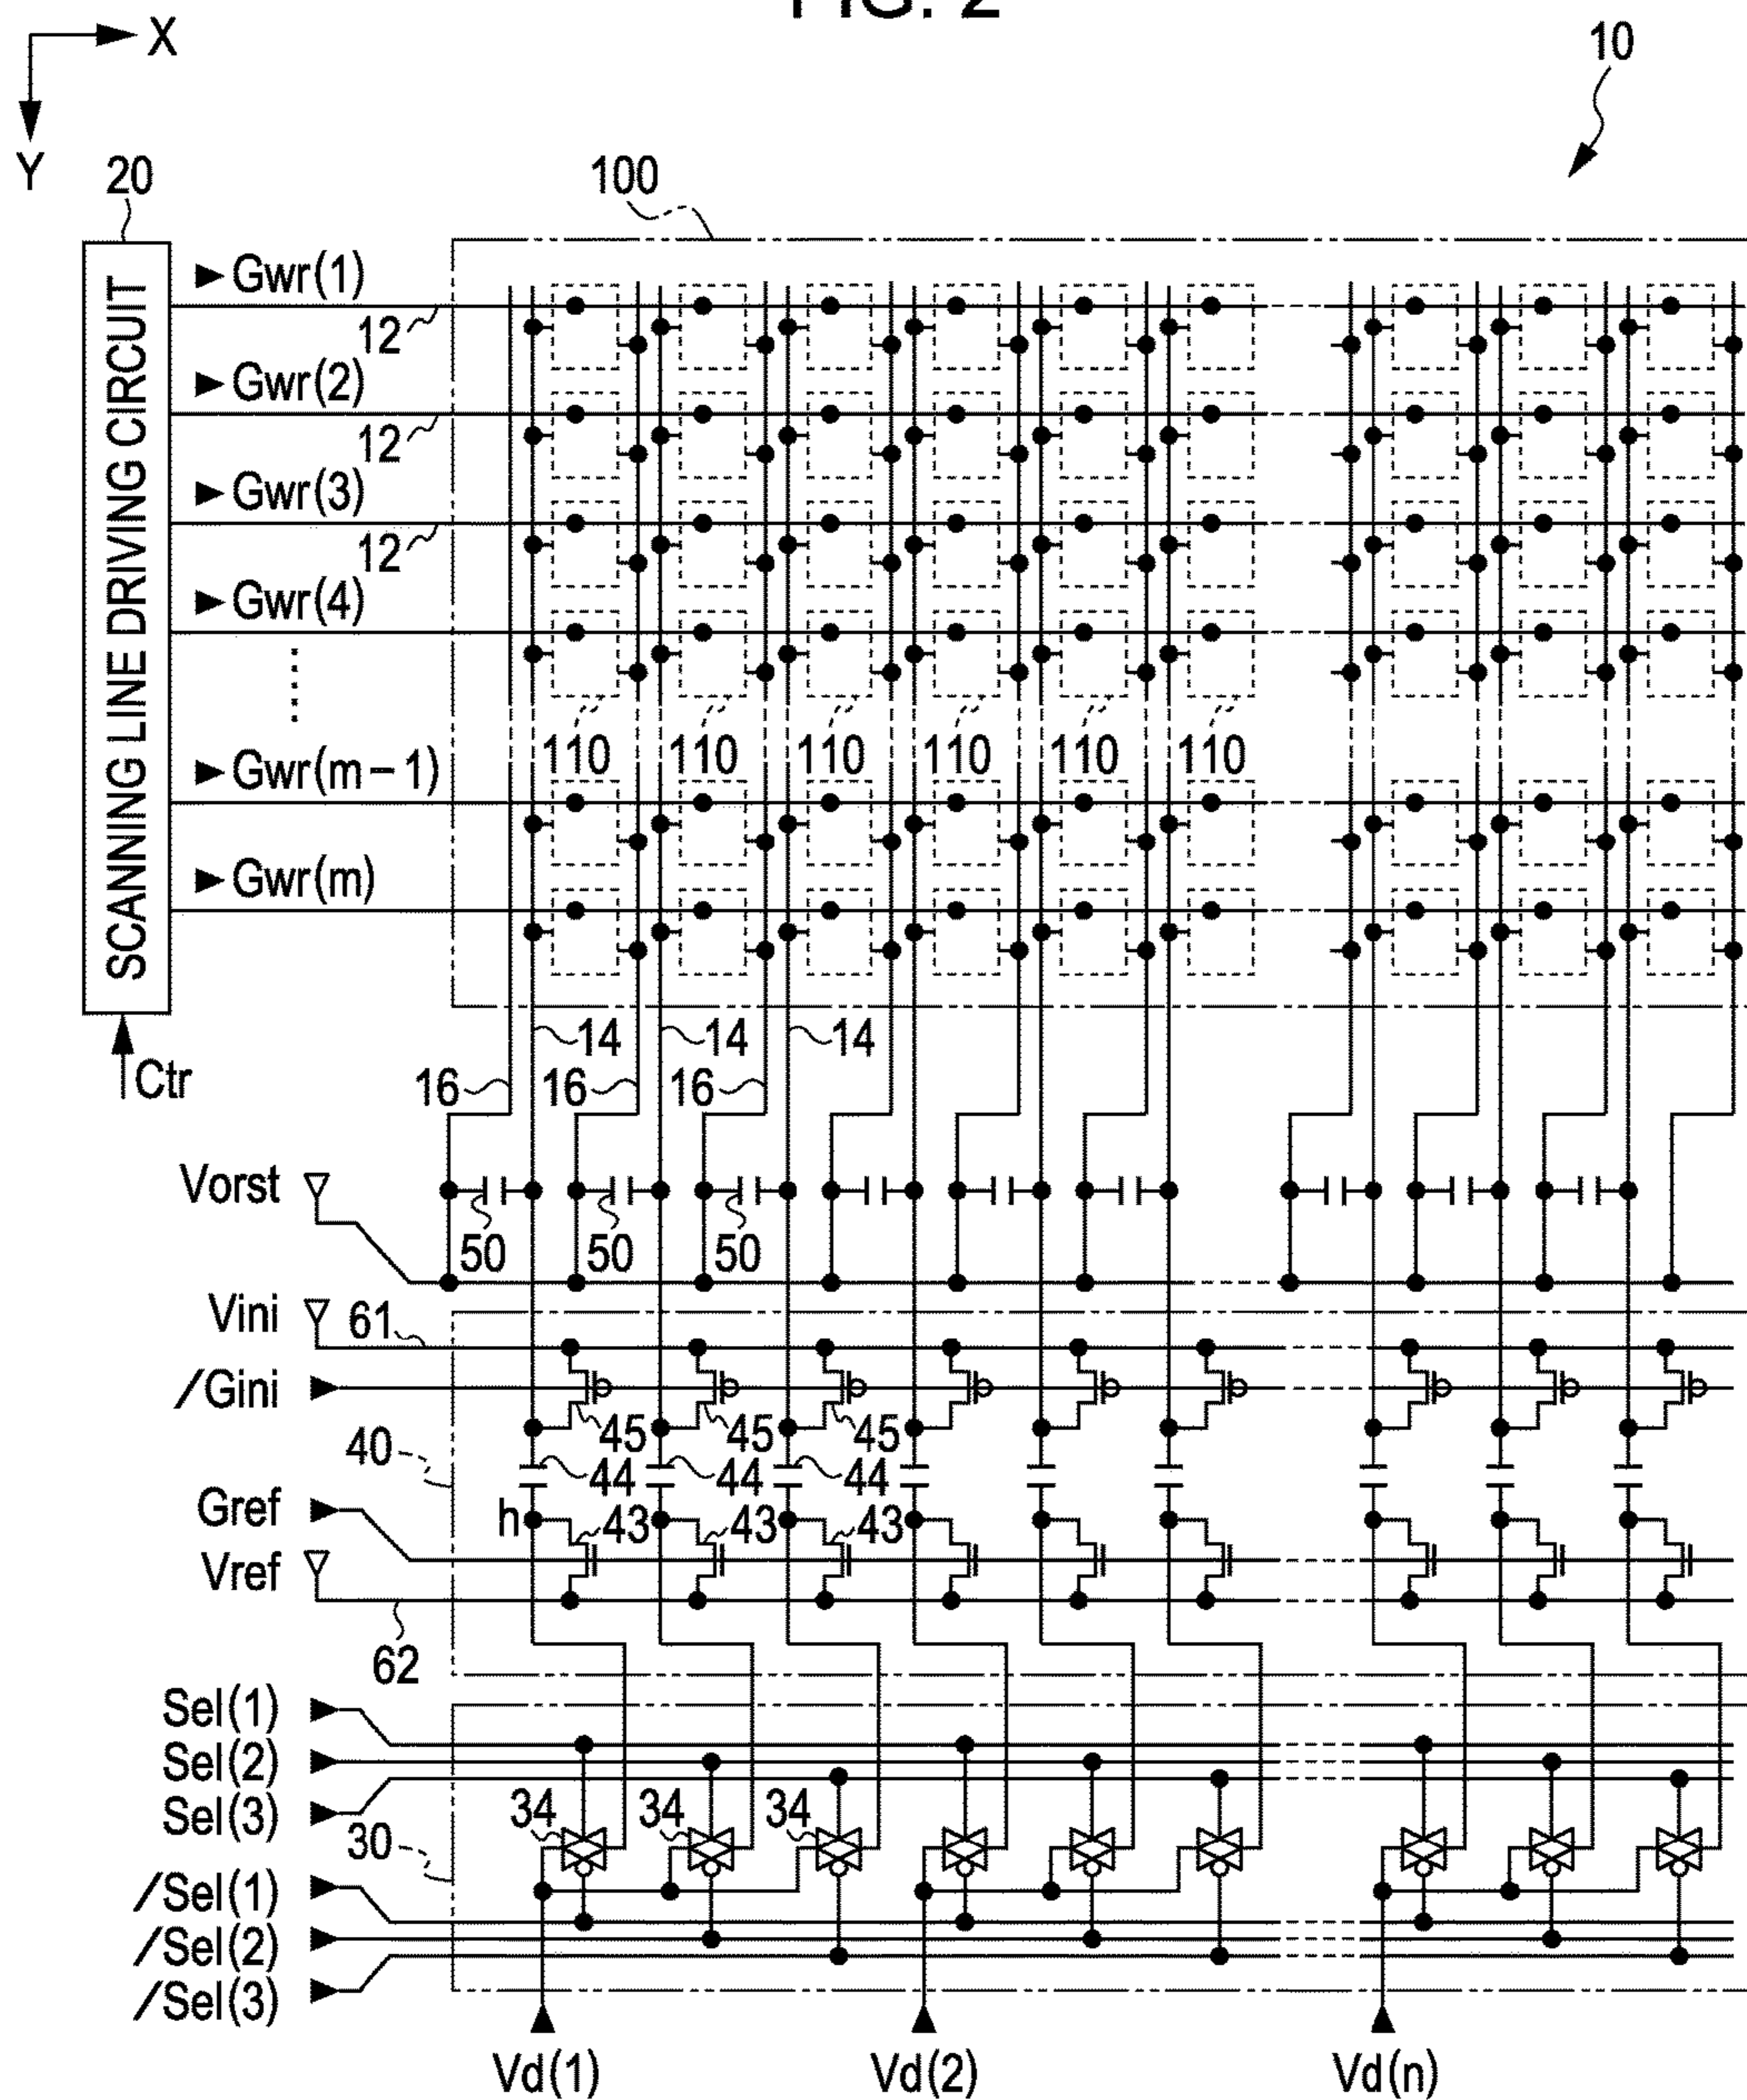 FIG. 2
X
10
Y
20
100
SCANNING LINE DRIVING CIRCUIT
Gwr(1)
12
Gwr(2)
12
Gwr(3)
12
Gwr(4)
110 110 110 110 110 110
Gwr(m-1)
Gwr(m)
14 14 14
Ctr
16 16 16
Vorst
50 50 50
Vini
61
/Gini
45 45 45
40
44 44 44
Gref
h
43 43 43
Vref
62
Sel(1)
Sel(2)
34 34 34
Sel(3)
30
/Sel(1)
/Sel(2)
/Sel(3)
Vd(1) Vd(2) Vd(n)